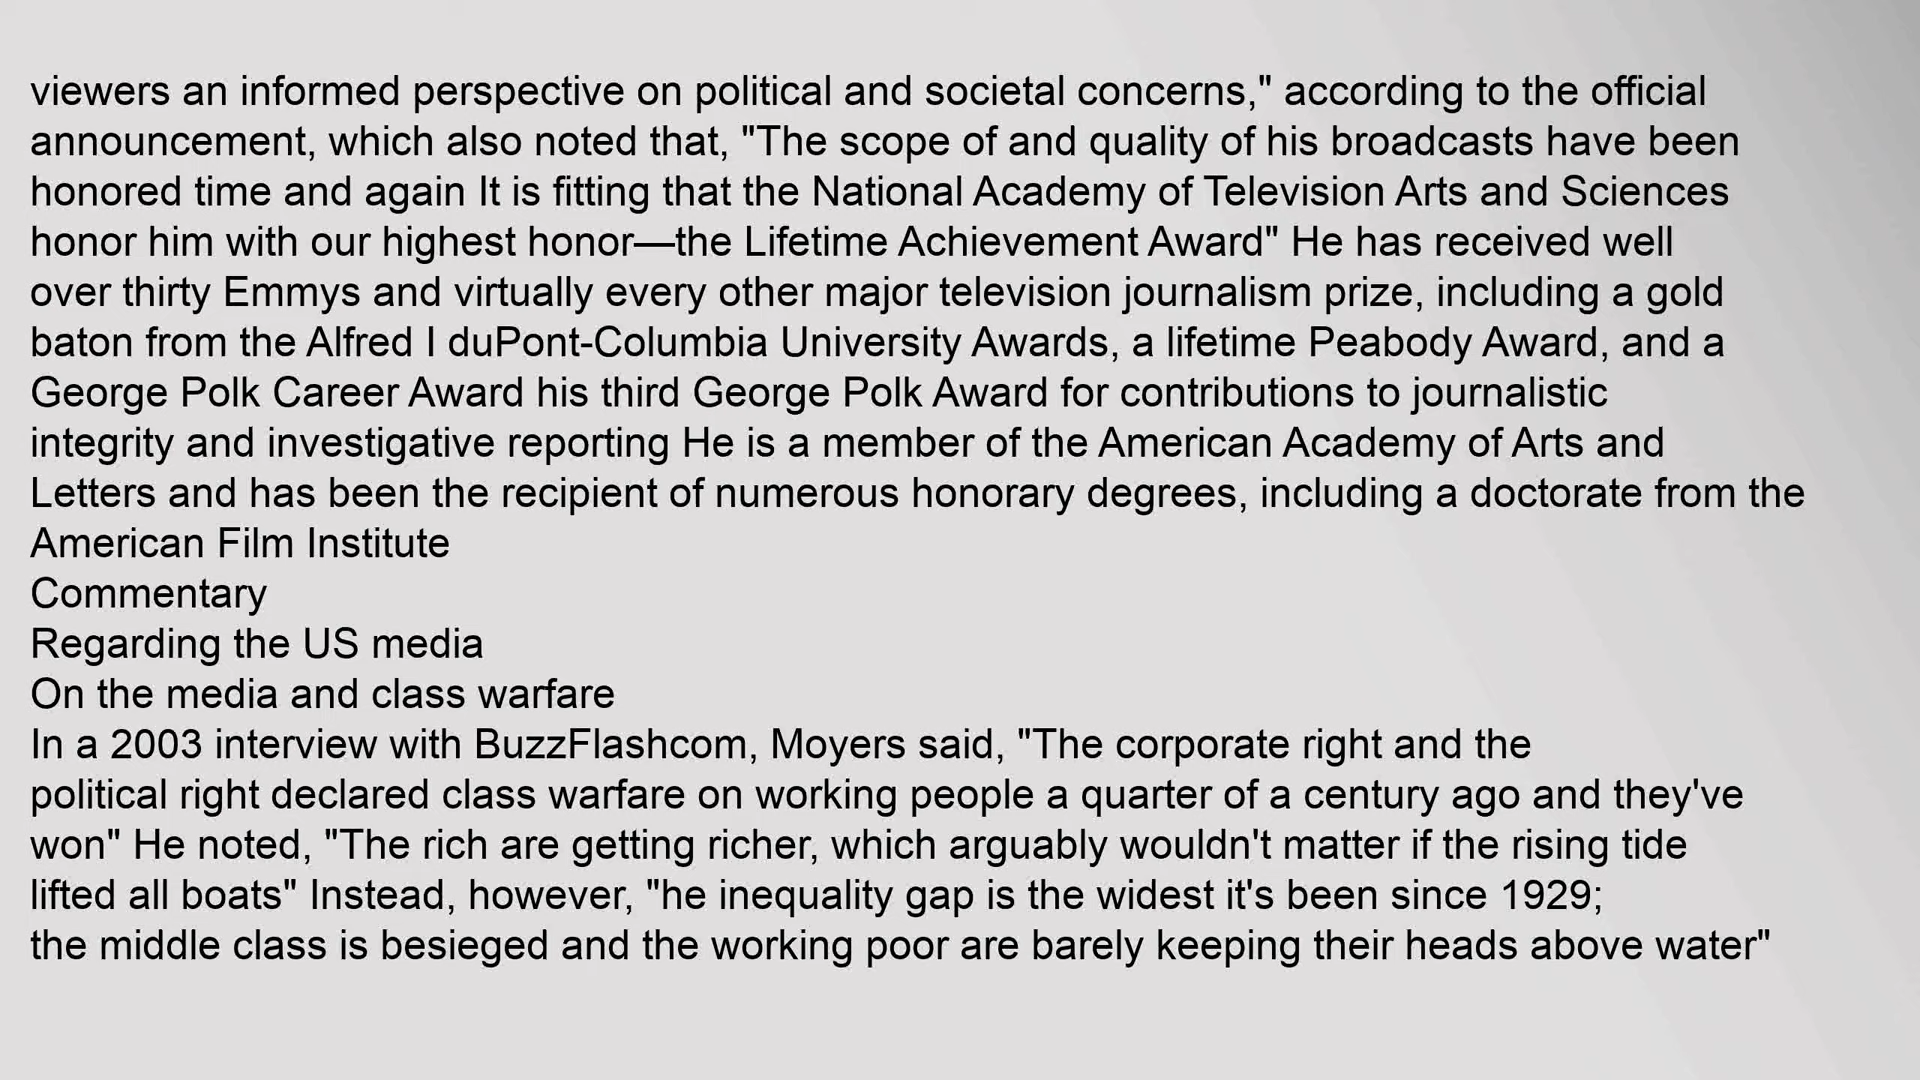 viewers an informed perspective on political and societal concerns," according to the official
announcement, which also noted that, "The scope of and quality of his broadcasts have been
honored time and again It is fitting that the National Academy of Television Arts and Sciences
honor him with our highest honor—the Lifetime Achievement Award" He has received well
over thirty Emmys and virtually every other major television journalism prize, including a gold
baton from the Alfred I duPont-Columbia University Awards, a lifetime Peabody Award, and a
George Polk Career Award his third George Polk Award for contributions to journalistic
integrity and investigative reporting He is a member of the American Academy of Arts and
Letters and has been the recipient of numerous honorary degrees, including a doctorate from the
American Film Institute
Commentary
Regarding the US media
On the media and class warfare
In a 2003 interview with BuzzFlashcom, Moyers said, "The corporate right and the
political right declared class warfare on working people a quarter of a century ago and they've
won" He noted, "The rich are getting richer, which arguably wouldn't matter if the rising tide
lifted all boats" Instead, however, "he inequality gap is the widest it's been since 1929;
the middle class is besieged and the working poor are barely keeping their heads above water"